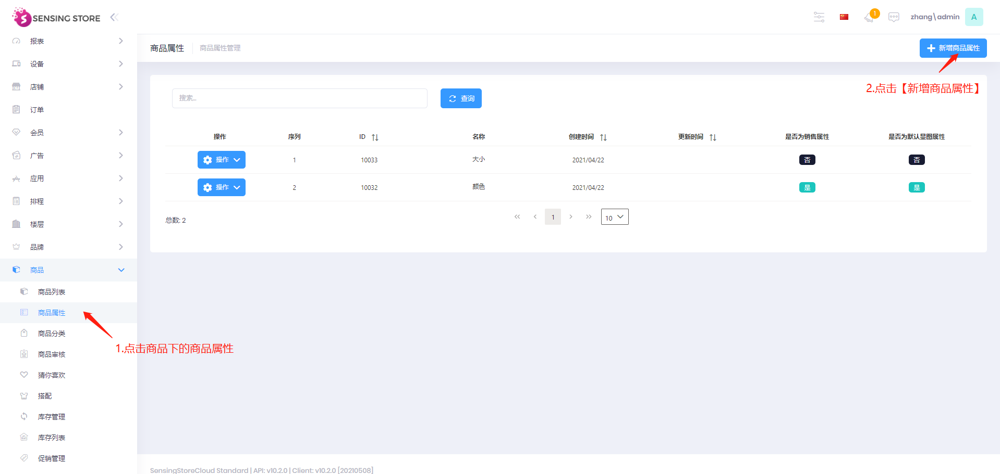 SENSING STORE
1
zhang\admin
A
报表
设备
店铺
订单
会员
广告
应用
排程
楼层
品牌
商品
商品列表
商品属性
商品分类
商品审核
猜你喜欢
搭配
库存管理
库存列表
促销管理
商品属性 商品属性管理
新增商品属性
2.点击【新增商品属性】
搜索...
查询
操作 序列 ID 名称 创建时间 更新时间 是否为销售属性 是否为默认显图属性
操作 1 10033 大小 2021/04/22 否 否
操作 2 10032 颜色 2021/04/22 是 是
总数: 2
1
10
1.点击商品下的商品属性
SensingStoreCloud Standard | API: v10.2.0 | Client: v10.2.0 [20210508]